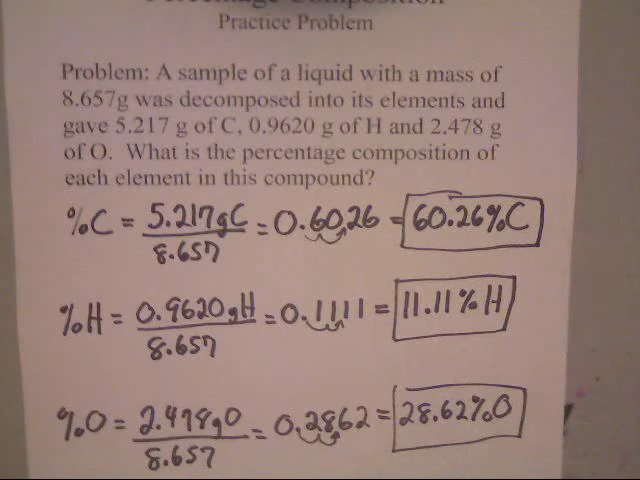 Percentage Composition
Practice Problem
Problem: A sample of a liquid with a mass of
8.657g was decomposed into its elements and
gave 5.217 g of C, 0.9620 g of H and 2.478 g
of O. What is the percentage composition of
each element in this compound?
%C = 5.217gC / 8.657 = 0.6026 = 60.26%C
%H = 0.9620gH / 8.657 = 0.1111 = 11.11% H
%O = 2.478gO / 8.657 = 0.2862 = 28.62%O